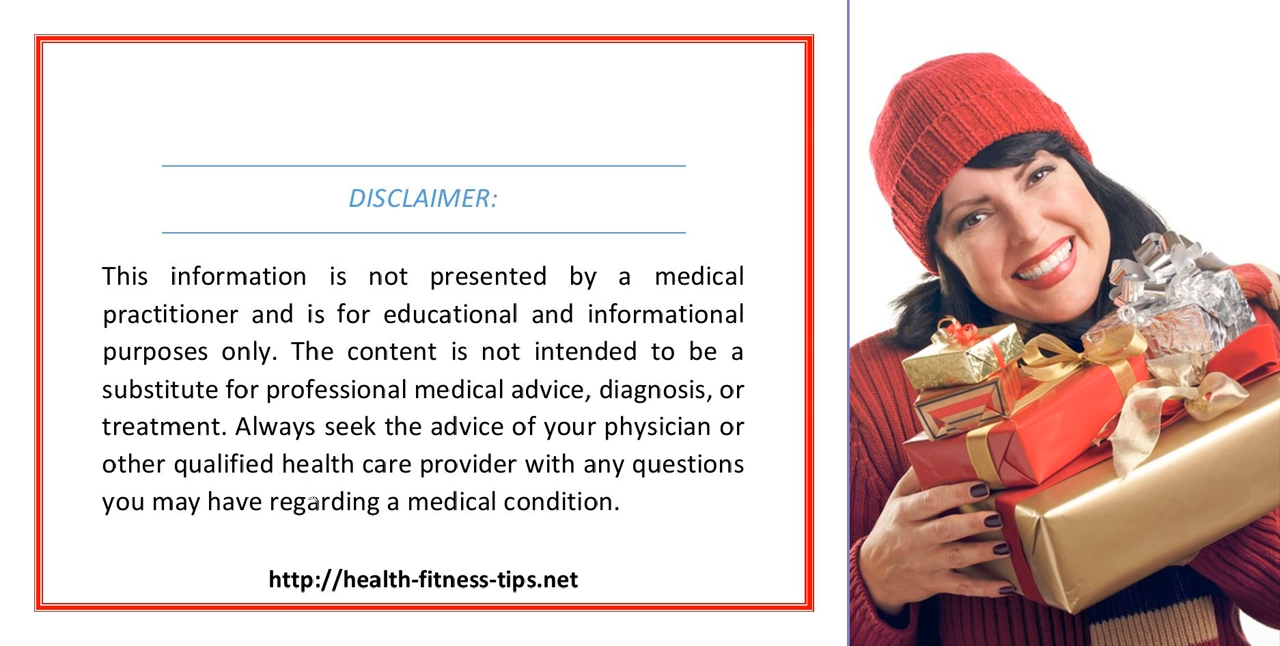 DISCLAIMER:
This information is not presented by a medical
practitioner and is for educational and informational
purposes only. The content is not intended to be a
substitute for professional medical advice, diagnosis, or
treatment. Always seek the advice of your physician or
other qualified health care provider with any questions
you may have regarding a medical condition.
http://health-fitness-tips.net